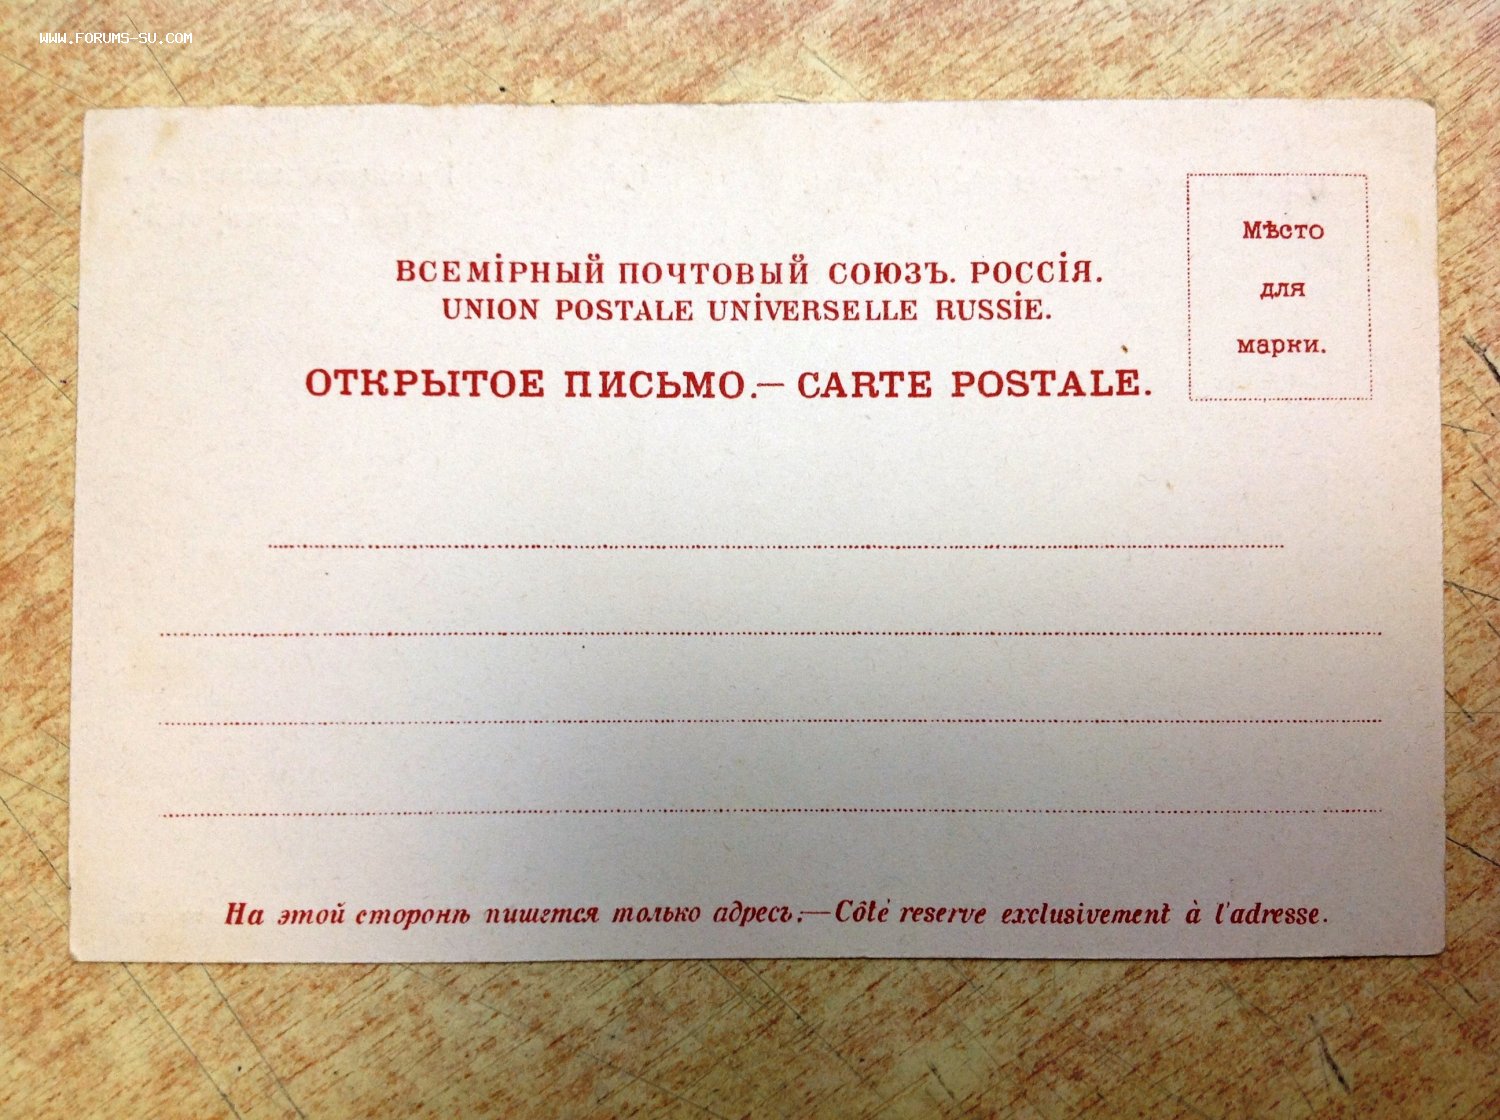 WWW.FORUMS-SU.COM
ВСЕМІРНЫЙ ПОЧТОВЫЙ СОЮЗЪ. РОССІЯ.
UNION POSTALE UNIVERSELLE RUSSIE.
ОТКРЫТОЕ ПИСЬМО.— CARTE POSTALE.
Мѣсто
для
марки.
На этой сторонѣ пишется только адресъ:—Côté reserve exclusivement à l'adresse.